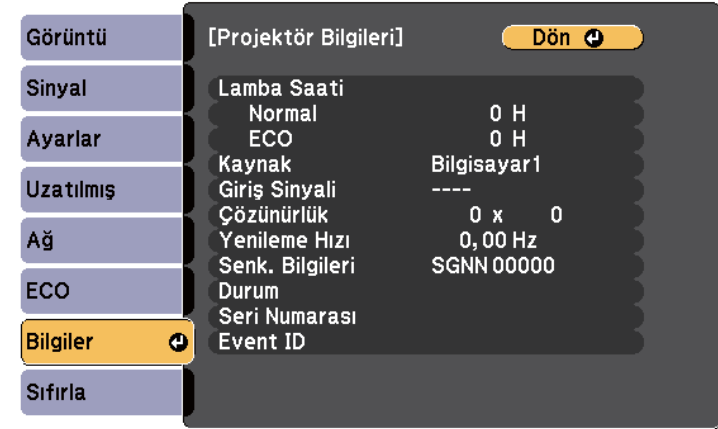 Görüntü
Sinyal
Ayarlar
Uzatılmış
Ağ
ECO
Bilgiler
Sıfırla
[Projektör Bilgileri] Dön
Lamba Saati
Normal 0 H
ECO 0 H
Kaynak Bilgisayar1
Giriş Sinyali ----
Çözünürlük 0 x 0
Yenileme Hızı 0,00 Hz
Senk. Bilgileri SGNN 00000
Durum
Seri Numarası
Event ID